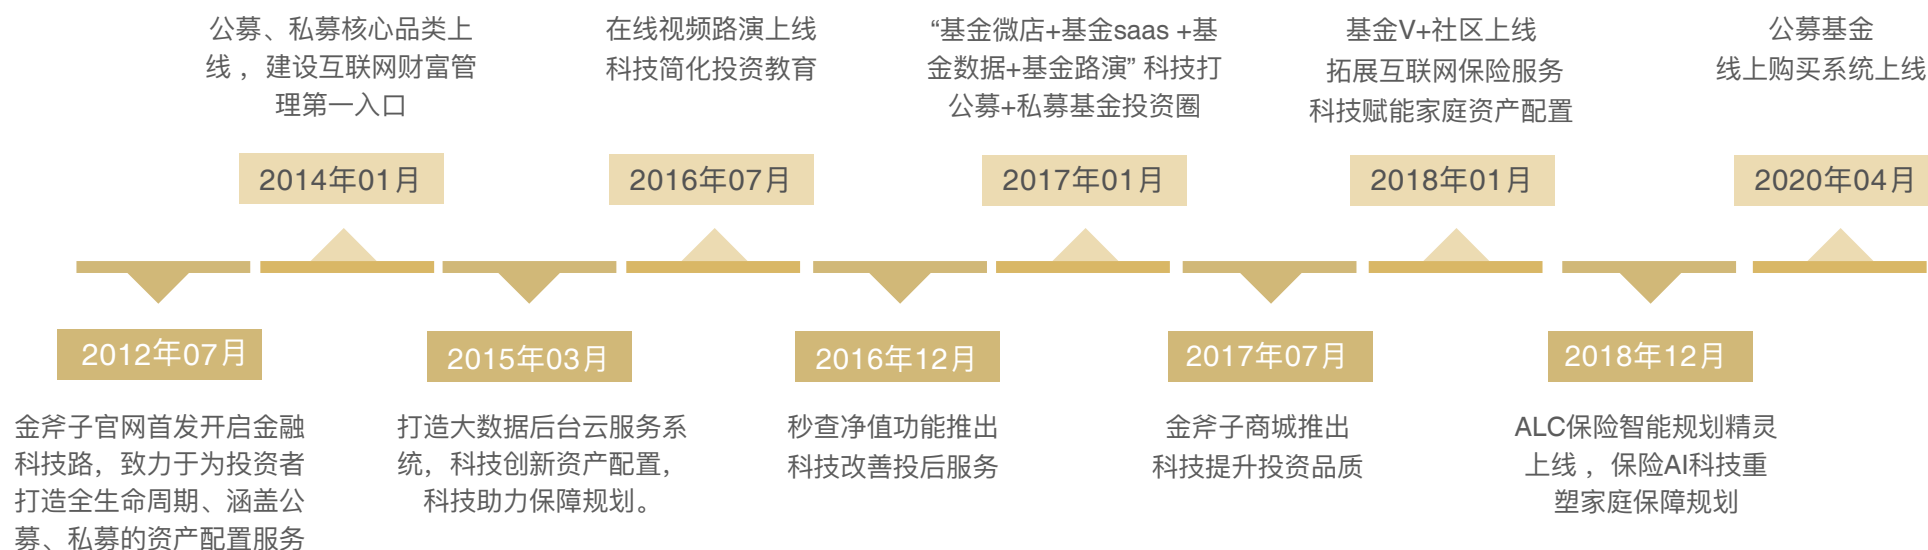 公募、私募核心品类上
线 ，建设互联网财富管
理第一入口
2014年01月
在线视频路演上线
科技简化投资教育
2016年07月
“基金微店+基金saas +基
金数据+基金路演” 科技打
公募+私募基金投资圈
2017年01月
基金V+社区上线
拓展互联网保险服务
科技赋能家庭资产配置
2018年01月
公募基金
线上购买系统上线
2020年04月
2012年07月
金斧子官网首发开启金融
科技路，致力于为投资者
打造全生命周期、涵盖公
募、私募的资产配置服务
2015年03月
打造大数据后台云服务系
统，科技创新资产配置，
科技助力保障规划。
2016年12月
秒查净值功能推出
科技改善投后服务
2017年07月
金斧子商城推出
科技提升投资品质
2018年12月
ALC保险智能规划精灵
上线 ，保险AI科技重
塑家庭保障规划